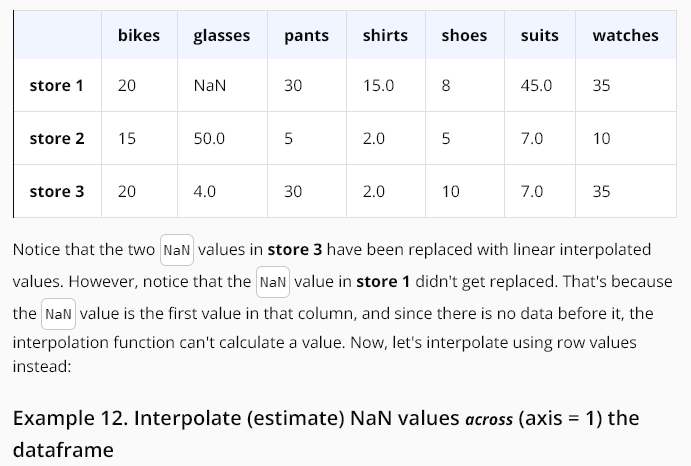 bikes glasses pants shirts shoes suits watches
store 1 20 NaN 30 15.0 8 45.0 35
store 2 15 50.0 5 2.0 5 7.0 10
store 3 20 4.0 30 2.0 10 7.0 35
Notice that the two NaN values in store 3 have been replaced with linear interpolated
values. However, notice that the NaN value in store 1 didn't get replaced. That's because
the NaN value is the first value in that column, and since there is no data before it, the
interpolation function can't calculate a value. Now, let's interpolate using row values
instead:
Example 12. Interpolate (estimate) NaN values across (axis = 1) the
dataframe